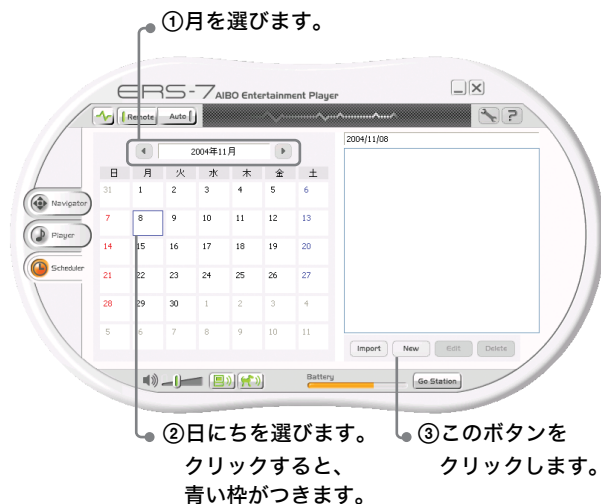 ①月を選びます。
ERS-7 AIBO Entertainment Player
Remote Auto
2004/11/08
2004年11月
日 月 火 水 木 金 土
31 1 2 3 4 5 6
7 8 9 10 11 12 13
14 15 16 17 18 19 20
21 22 23 24 25 26 27
28 29 30 1 2 3 4
5 6 7 8 9 10 11
Navigator
Player
Scheduler
Import New Edit Delete
Battery
Go Station
②日にちを選びます。
クリックすると、
青い枠がつきます。
③このボタンを
クリックします。